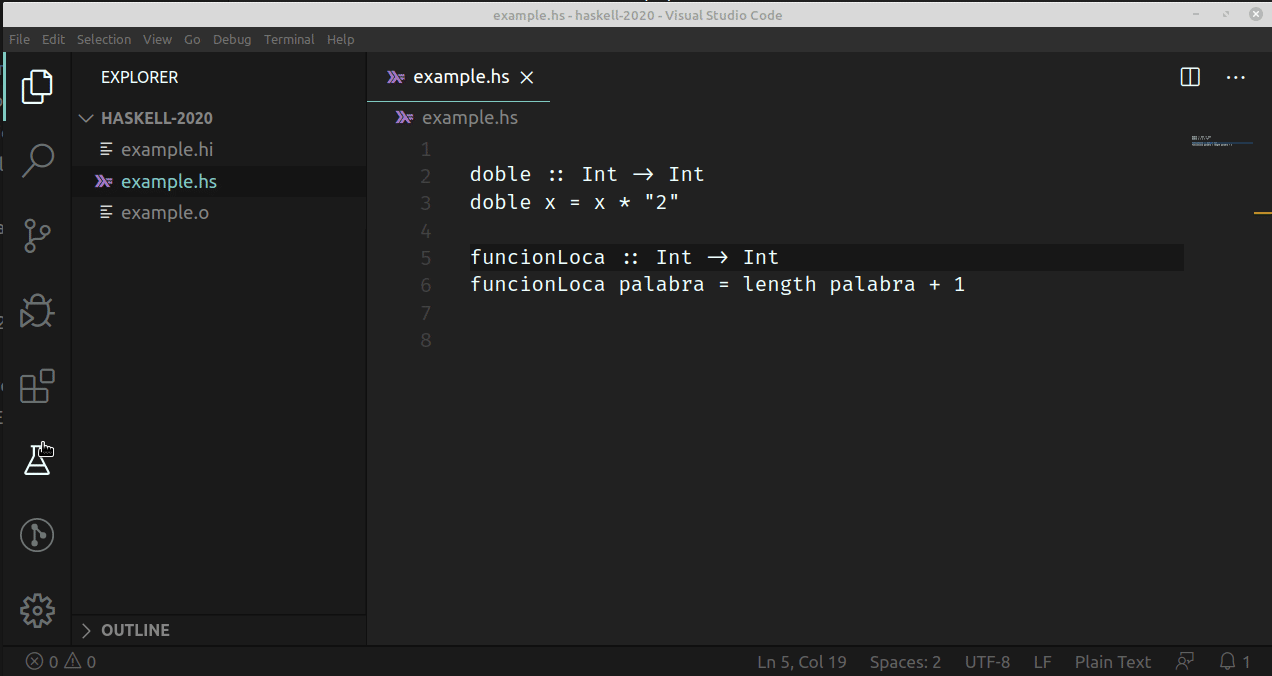 example.hs - haskell-2020 - Visual Studio Code
File Edit Selection View Go Debug Terminal Help
EXPLORER
HASKELL-2020
example.hi
example.hs
example.o
OUTLINE
example.hs
example.hs
1
2 doble :: Int → Int
3 doble x = x * "2"
4
5 funcionLoca :: Int → Int
6 funcionLoca palabra = length palabra + 1
7
8
0 0
Ln 5, Col 19 Spaces: 2 UTF-8 LF Plain Text 1